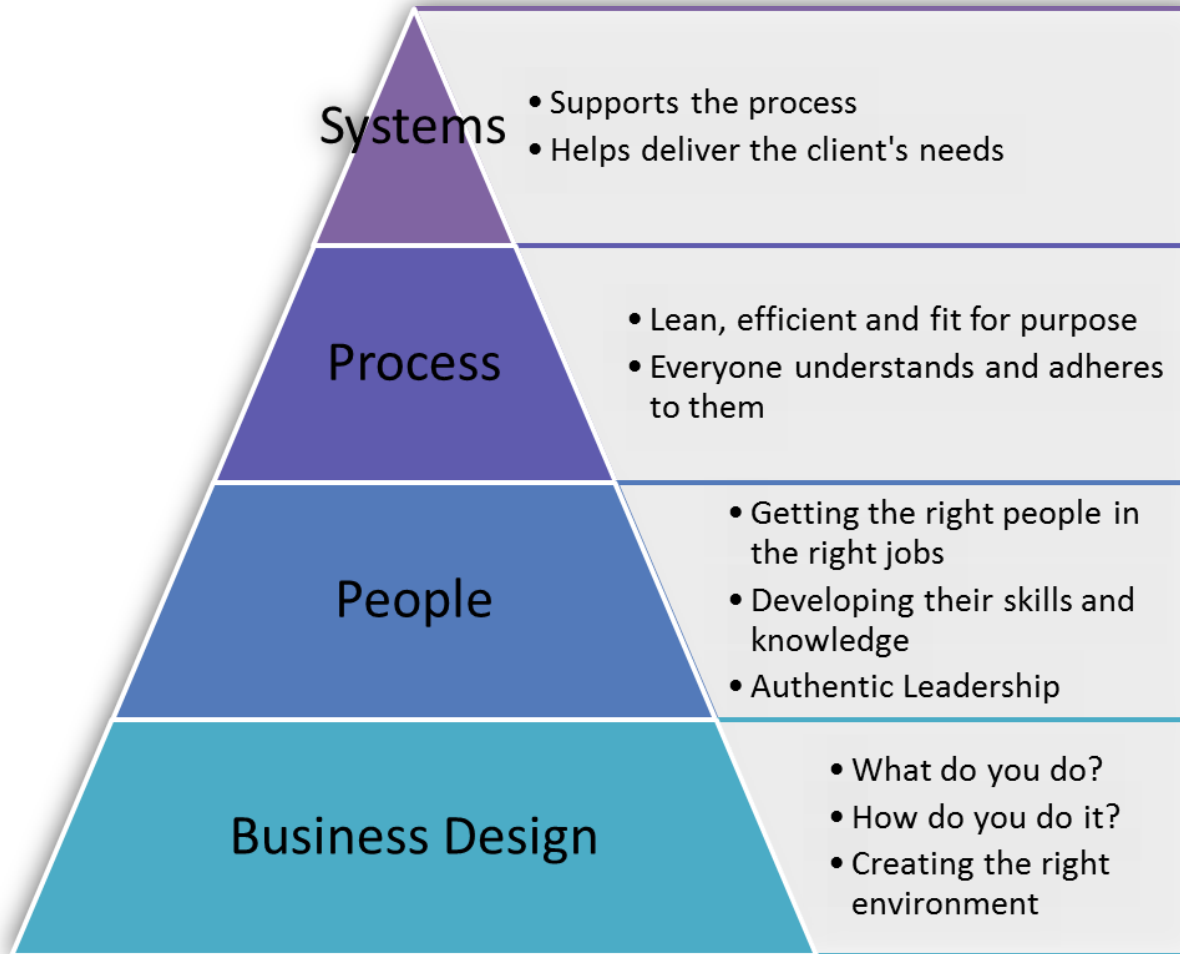 Systems
• Supports the process
• Helps deliver the client's needs
Process
• Lean, efficient and fit for purpose
• Everyone understands and adheres
to them
People
• Getting the right people in
the right jobs
• Developing their skills and
knowledge
• Authentic Leadership
Business Design
• What do you do?
• How do you do it?
• Creating the right
environment